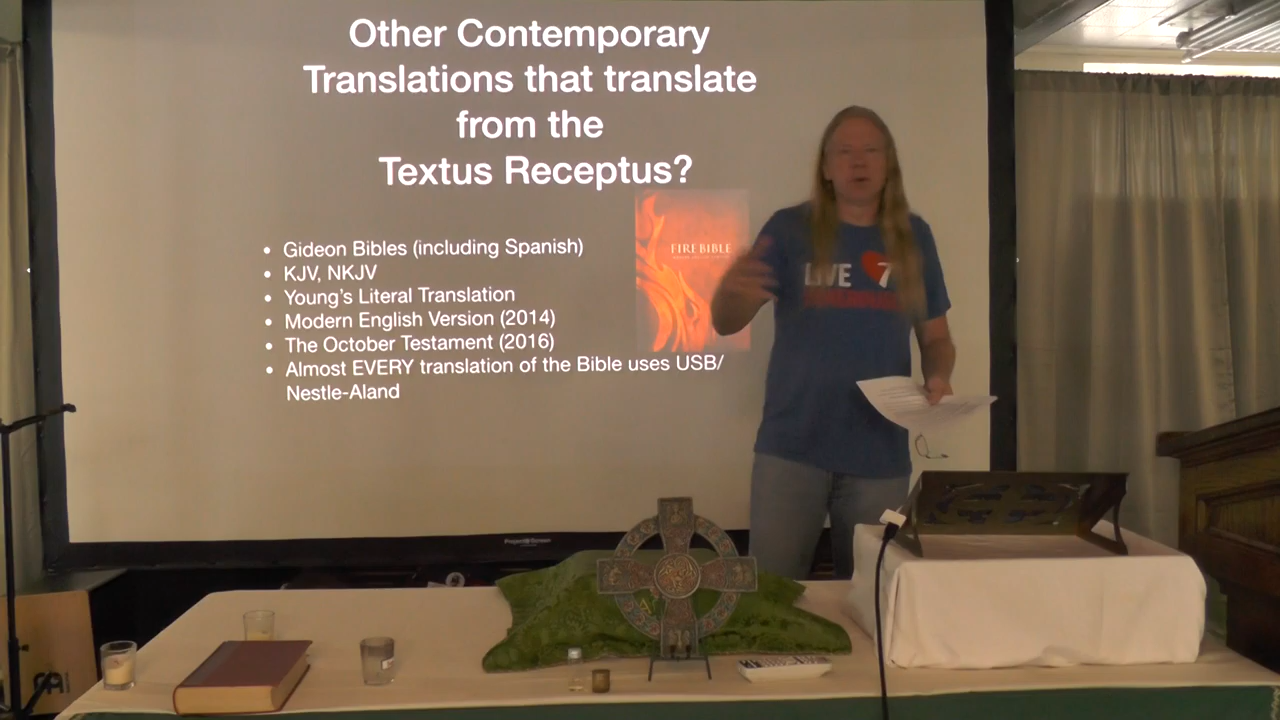 Other Contemporary
Translations that translate
from the
Textus Receptus?
• Gideon Bibles (including Spanish)
• KJV, NKJV
• Young's Literal Translation
• Modern English Version (2014)
• The October Testament (2016)
• Almost EVERY translation of the Bible uses USB/
Nestle-Aland
FIRE BIBLE
LIVE 7